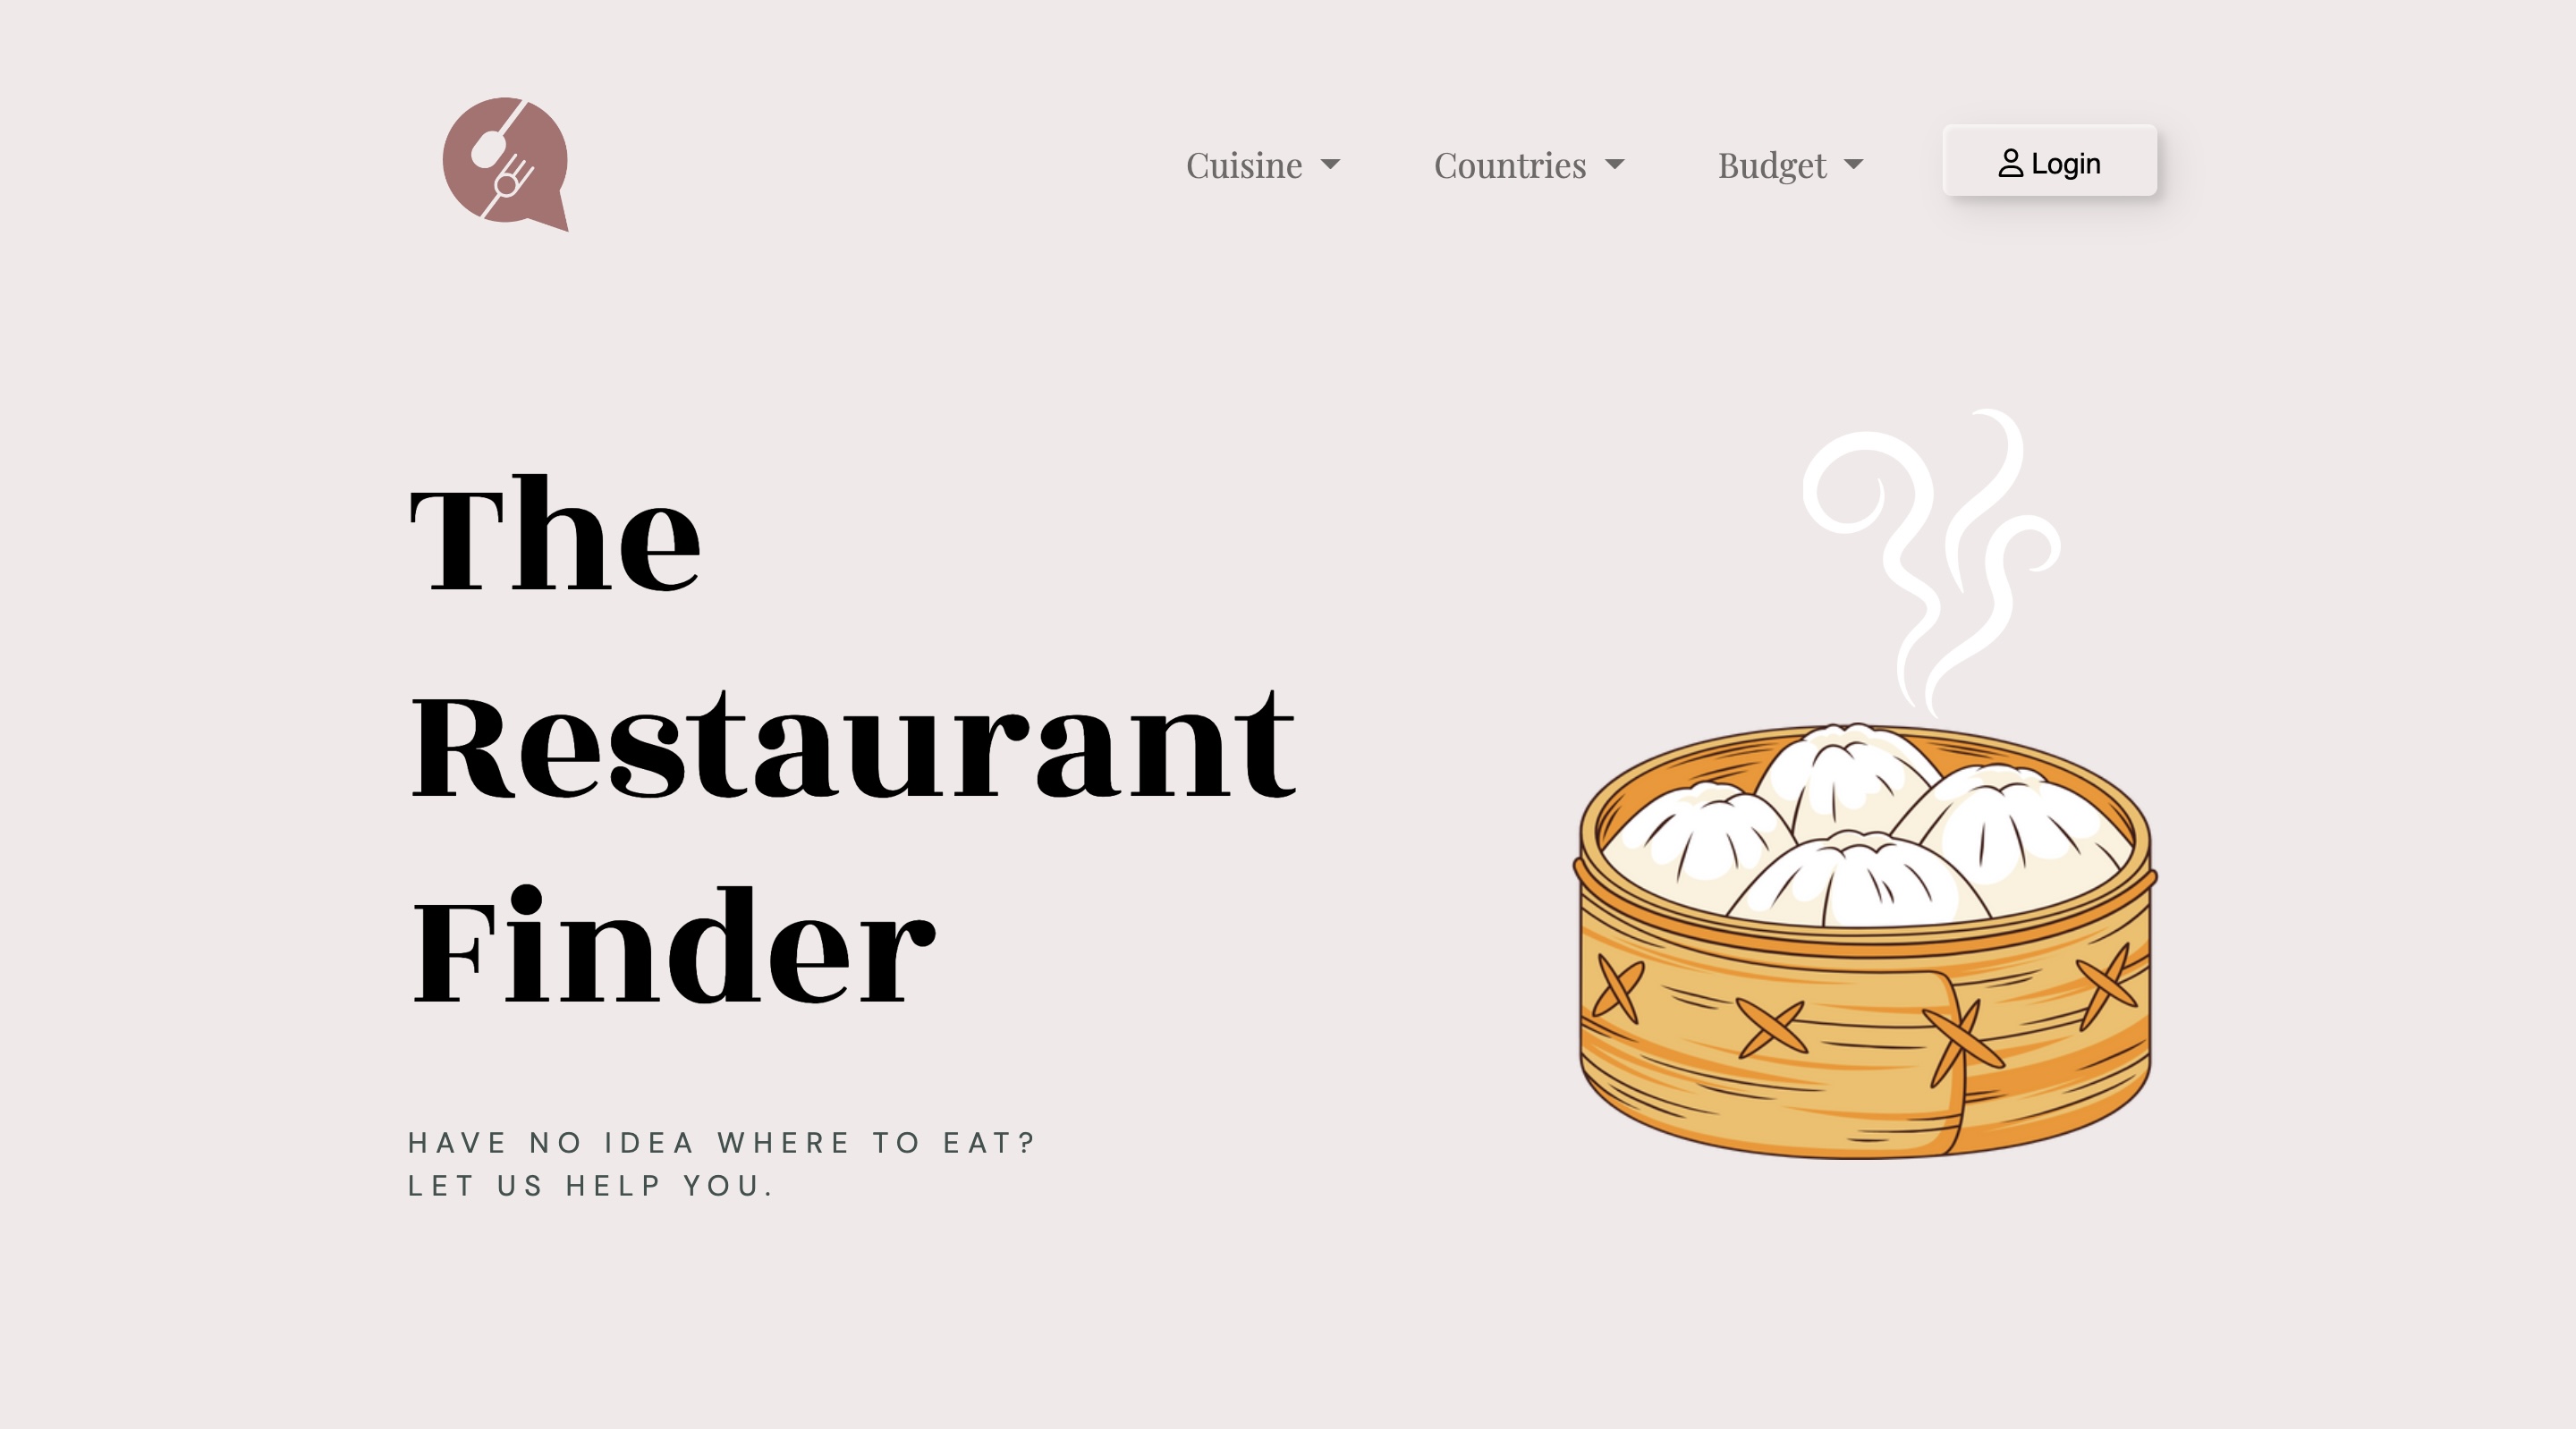 Cuisine
Countries
Budget
Login
The
Restaurant
Finder
HAVE NO IDEA WHERE TO EAT?
LET US HELP YOU.